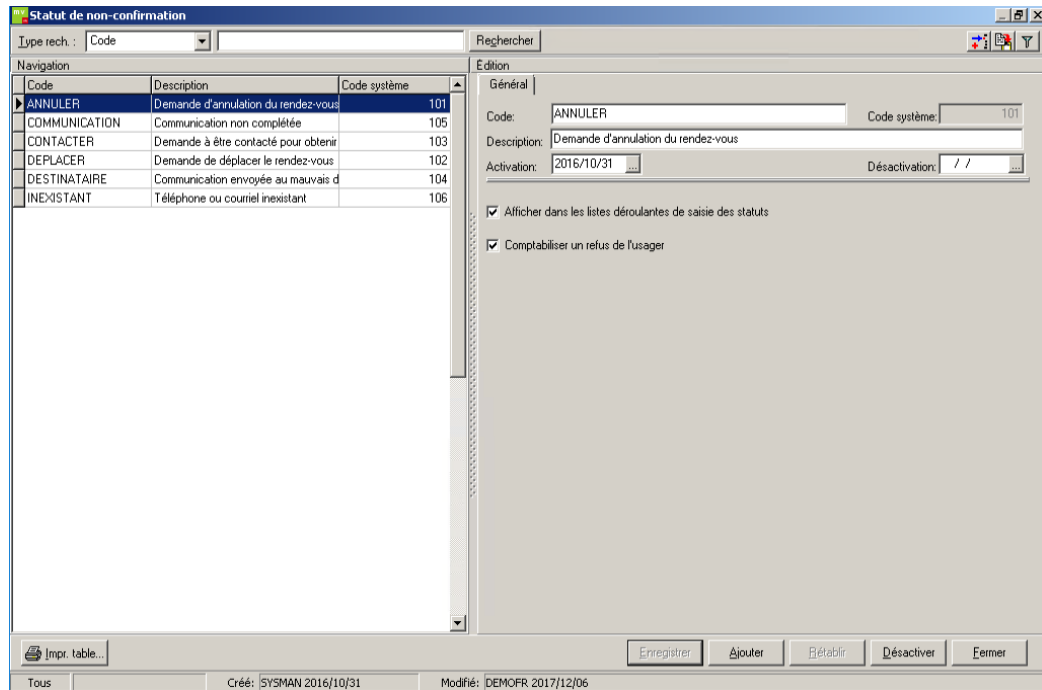 mv Statut de non-confirmation
Type rech. : Code Rechercher
Navigation Édition
Code Description Code système Général
ANNULER Demande d'annulation du rendez-vous 101
COMMUNICATION Communication non complétée 105
CONTACTER Demande à être contacté pour obtenir 103
DEPLACER Demande de déplacer le rendez-vous 102
DESTINATAIRE Communication envoyée au mauvais d 104
INEXISTANT Téléphone ou courriel inexistant 106
Code: ANNULER Code système: 101
Description: Demande d'annulation du rendez-vous
Activation: 2016/10/31 ... Désactivation: / / ...
Afficher dans les listes déroulantes de saisie des statuts
Comptabiliser un refus de l'usager
Impr. table... Enregistrer Ajouter Rétablir Désactiver Fermer
Tous Créé: SYSMAN 2016/10/31 Modifié: DEMOFR 2017/12/06